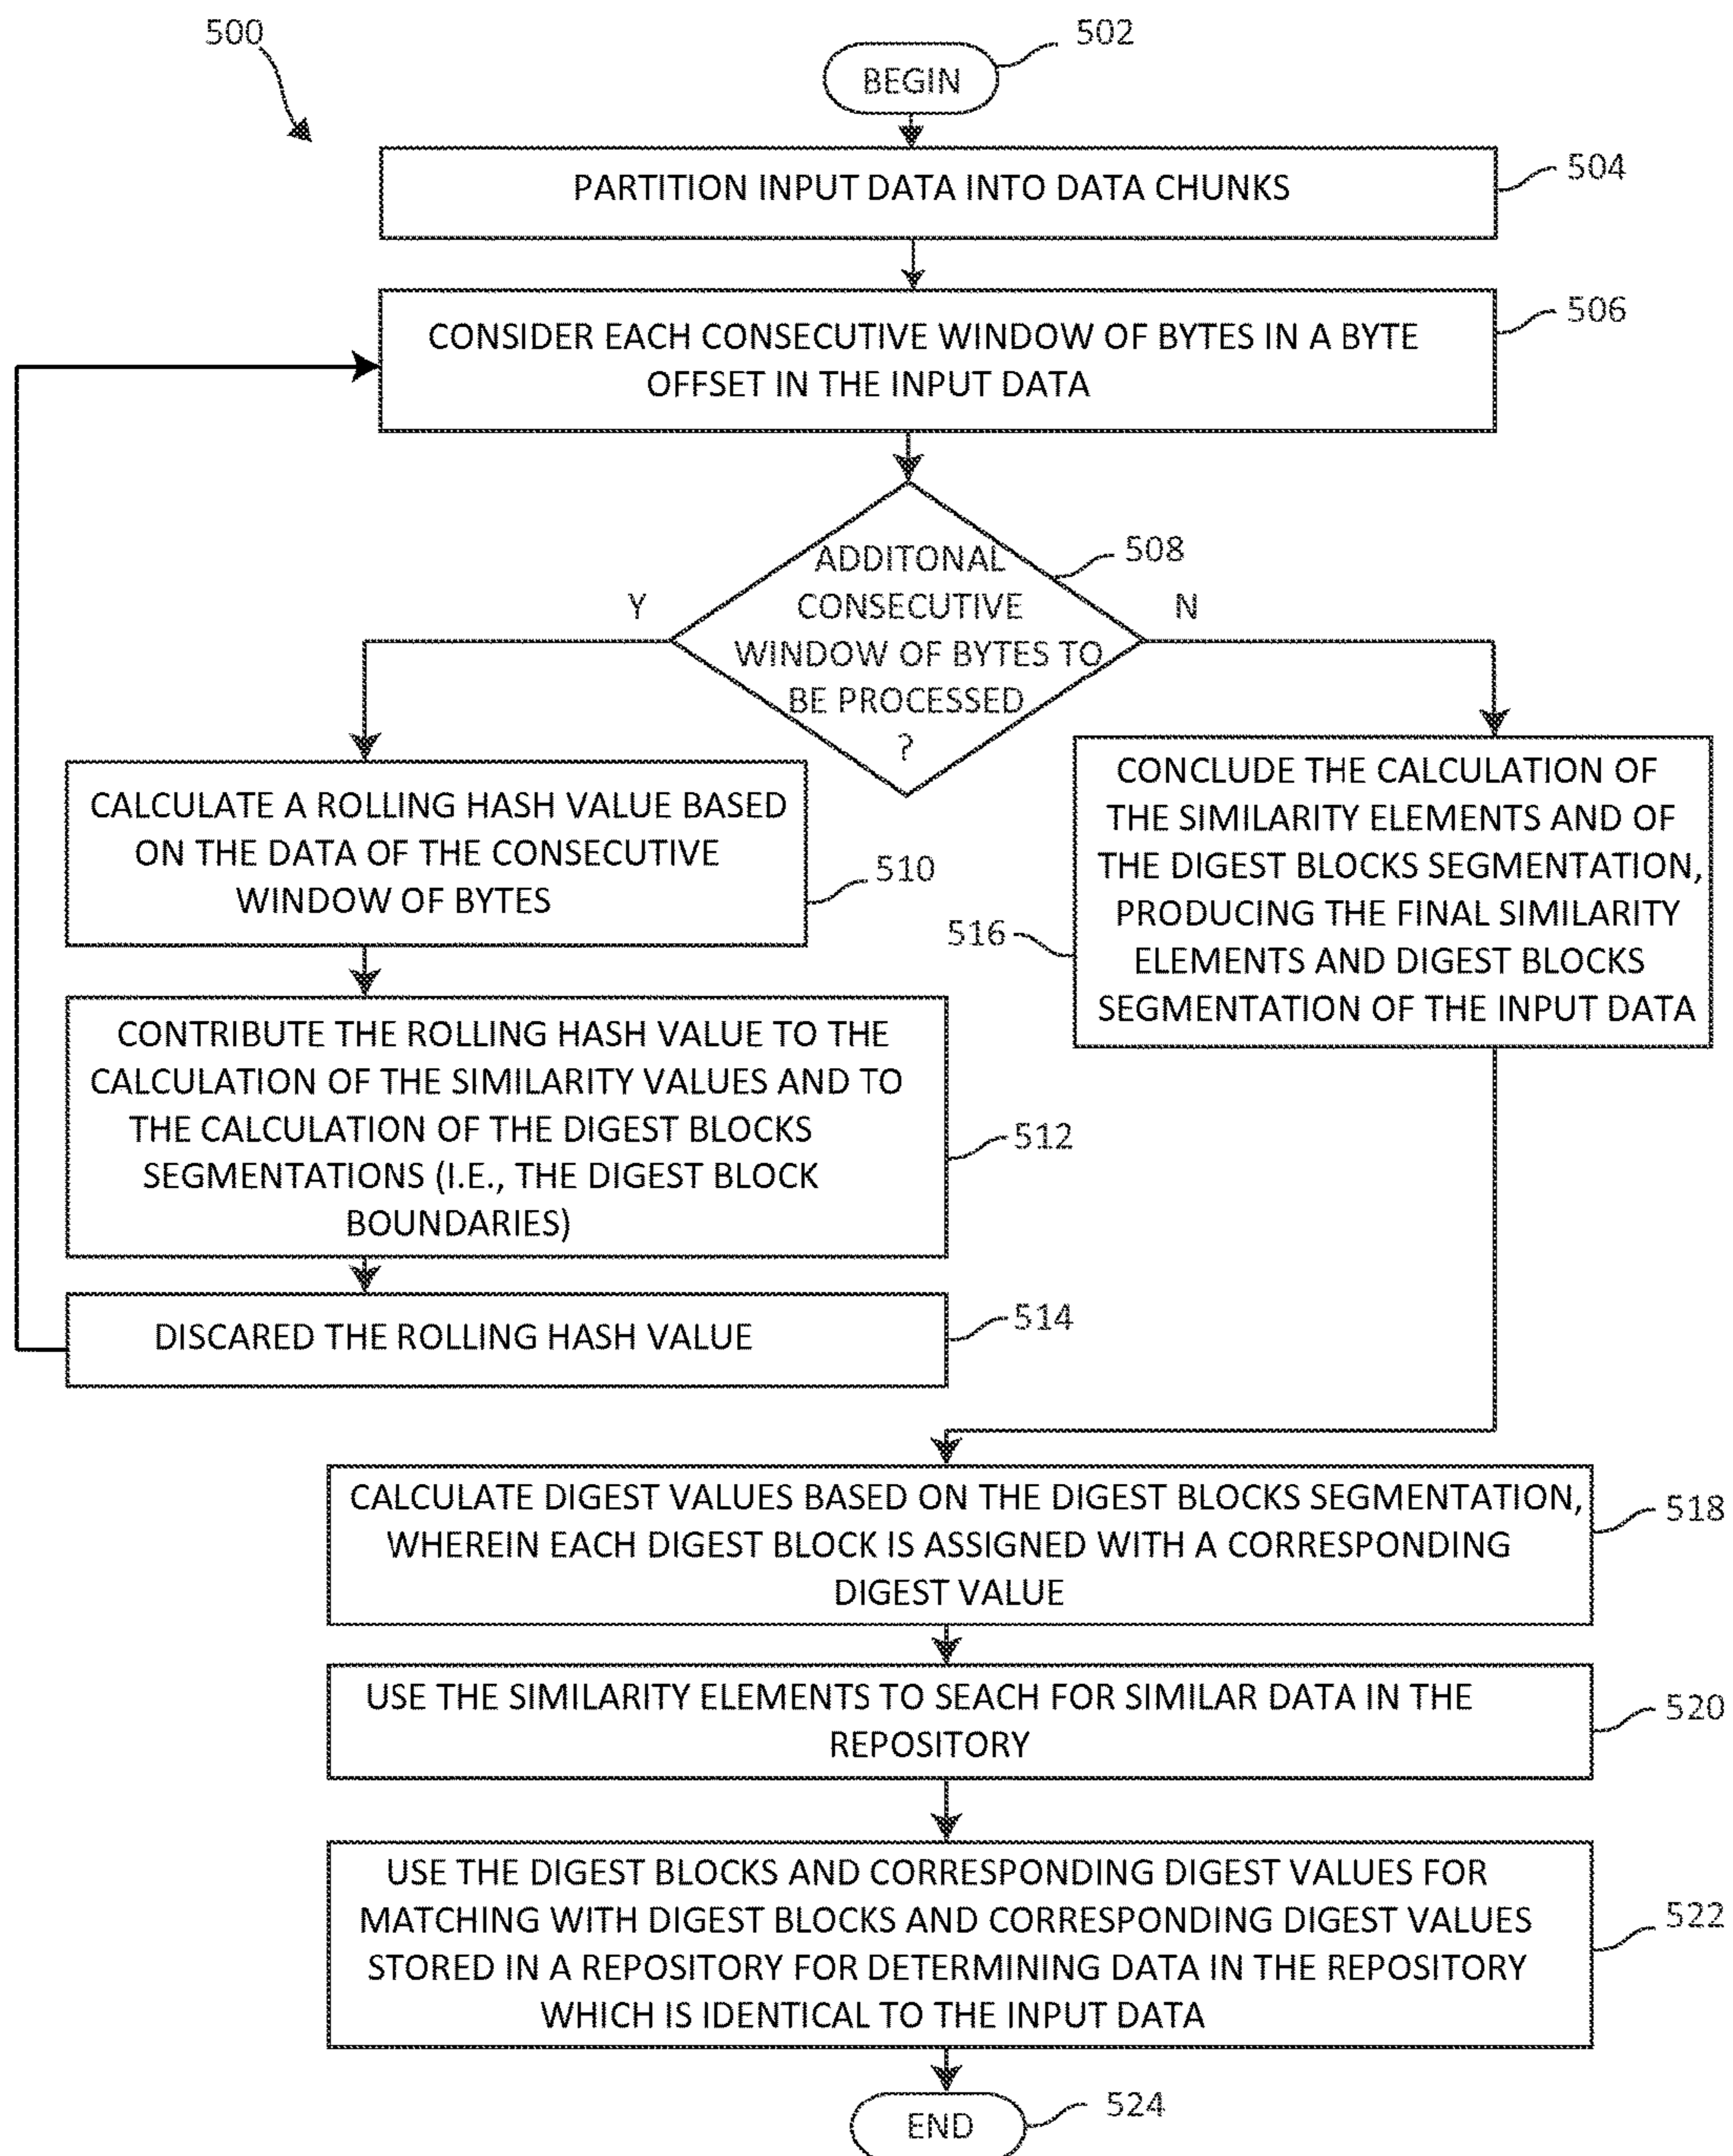 500
502
BEGIN
PARTITION INPUT DATA INTO DATA CHUNKS
504
CONSIDER EACH CONSECUTIVE WINDOW OF BYTES IN A BYTE
OFFSET IN THE INPUT DATA
506
ADDITONAL
CONSECUTIVE
WINDOW OF BYTES TO
BE PROCESSED
?
508
Y
N
CALCULATE A ROLLING HASH VALUE BASED
ON THE DATA OF THE CONSECUTIVE
WINDOW OF BYTES
510
CONTRIBUTE THE ROLLING HASH VALUE TO THE
CALCULATION OF THE SIMILARITY VALUES AND TO
THE CALCULATION OF THE DIGEST BLOCKS
SEGMENTATIONS (I.E., THE DIGEST BLOCK
BOUNDARIES)
512
DISCARED THE ROLLING HASH VALUE
514
CONCLUDE THE CALCULATION OF
THE SIMILARITY ELEMENTS AND OF
THE DIGEST BLOCKS SEGMENTATION,
PRODUCING THE FINAL SIMILARITY
ELEMENTS AND DIGEST BLOCKS
SEGMENTATION OF THE INPUT DATA
516
CALCULATE DIGEST VALUES BASED ON THE DIGEST BLOCKS SEGMENTATION,
WHEREIN EACH DIGEST BLOCK IS ASSIGNED WITH A CORRESPONDING
DIGEST VALUE
518
USE THE SIMILARITY ELEMENTS TO SEACH FOR SIMILAR DATA IN THE
REPOSITORY
520
USE THE DIGEST BLOCKS AND CORRESPONDING DIGEST VALUES FOR
MATCHING WITH DIGEST BLOCKS AND CORRESPONDING DIGEST VALUES
STORED IN A REPOSITORY FOR DETERMINING DATA IN THE REPOSITORY
WHICH IS IDENTICAL TO THE INPUT DATA
522
END
524